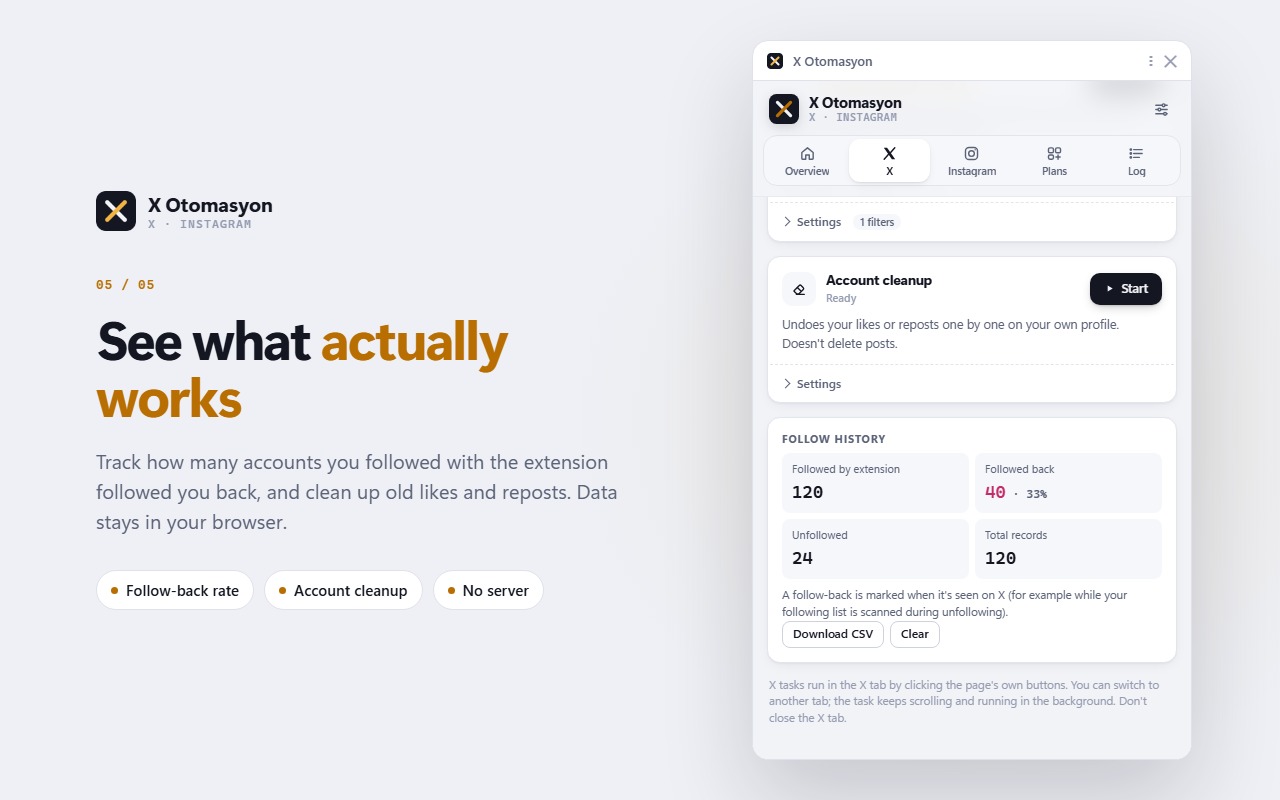 X Otomasyon
X · INSTAGRAM
05 / 05
See what actually
works
Track how many accounts you followed with the extension
followed you back, and clean up old likes and reposts. Data
stays in your browser.
Follow-back rate
Account cleanup
No server
X Otomasyon
X Otomasyon
X · INSTAGRAM
Overview
X
Instagram
Plans
Log
Settings
1 filters
Account cleanup
Ready
Start
Undoes your likes or reposts one by one on your own profile.
Doesn't delete posts.
Settings
FOLLOW HISTORY
Followed by extension
120
Followed back
40 · 33%
Unfollowed
24
Total records
120
A follow-back is marked when it's seen on X (for example while your
following list is scanned during unfollowing).
Download CSV
Clear
X tasks run in the X tab by clicking the page's own buttons. You can switch to
another tab; the task keeps scrolling and running in the background. Don't
close the X tab.